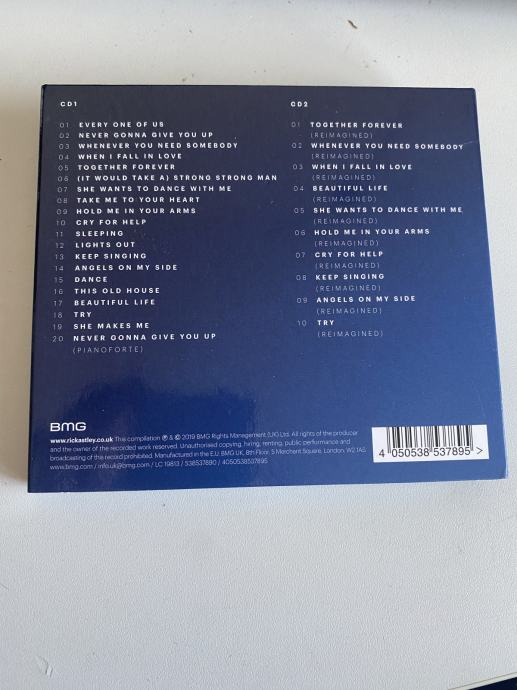 CD1
01 EVERY ONE OF US
02 NEVER GONNA GIVE YOU UP
03 WHENEVER YOU NEED SOMEBODY
04 WHEN I FALL IN LOVE
05 TOGETHER FOREVER
06 (IT WOULD TAKE A) STRONG STRONG MAN
07 SHE WANTS TO DANCE WITH ME
08 TAKE ME TO YOUR HEART
09 HOLD ME IN YOUR ARMS
10 CRY FOR HELP
11 SLEEPING
12 LIGHTS OUT
13 KEEP SINGING
14 ANGELS ON MY SIDE
15 DANCE
16 THIS OLD HOUSE
17 BEAUTIFUL LIFE
18 TRY
19 SHE MAKES ME
20 NEVER GONNA GIVE YOU UP
(PIANOFORTE)
CD2
01 TOGETHER FOREVER
(REIMAGINED)
02 WHENEVER YOU NEED SOMEBODY
(REIMAGINED)
03 WHEN I FALL IN LOVE
(REIMAGINED)
04 BEAUTIFUL LIFE
(REIMAGINED)
05 SHE WANTS TO DANCE WITH ME
(REIMAGINED)
06 HOLD ME IN YOUR ARMS
(REIMAGINED)
07 CRY FOR HELP
(REIMAGINED)
08 KEEP SINGING
(REIMAGINED)
09 ANGELS ON MY SIDE
(REIMAGINED)
10 TRY
(REIMAGINED)
BMG
www.rickastley.co.uk This compilation ℗ & © 2019 BMG Rights Management (UK) Ltd. All rights of the producer
and the owner of the recorded work reserved. Unauthorised copying, hiring, renting, public performance and
broadcasting of this record prohibited. Manufactured in the E.U. BMG UK, 8th Floor, 5 Merchant Square, London, W2 1AS
www.bmg.com / info.uk@bmg.com / LC 19813 / 538537890 / 4050538537895
4 050538 537895 >